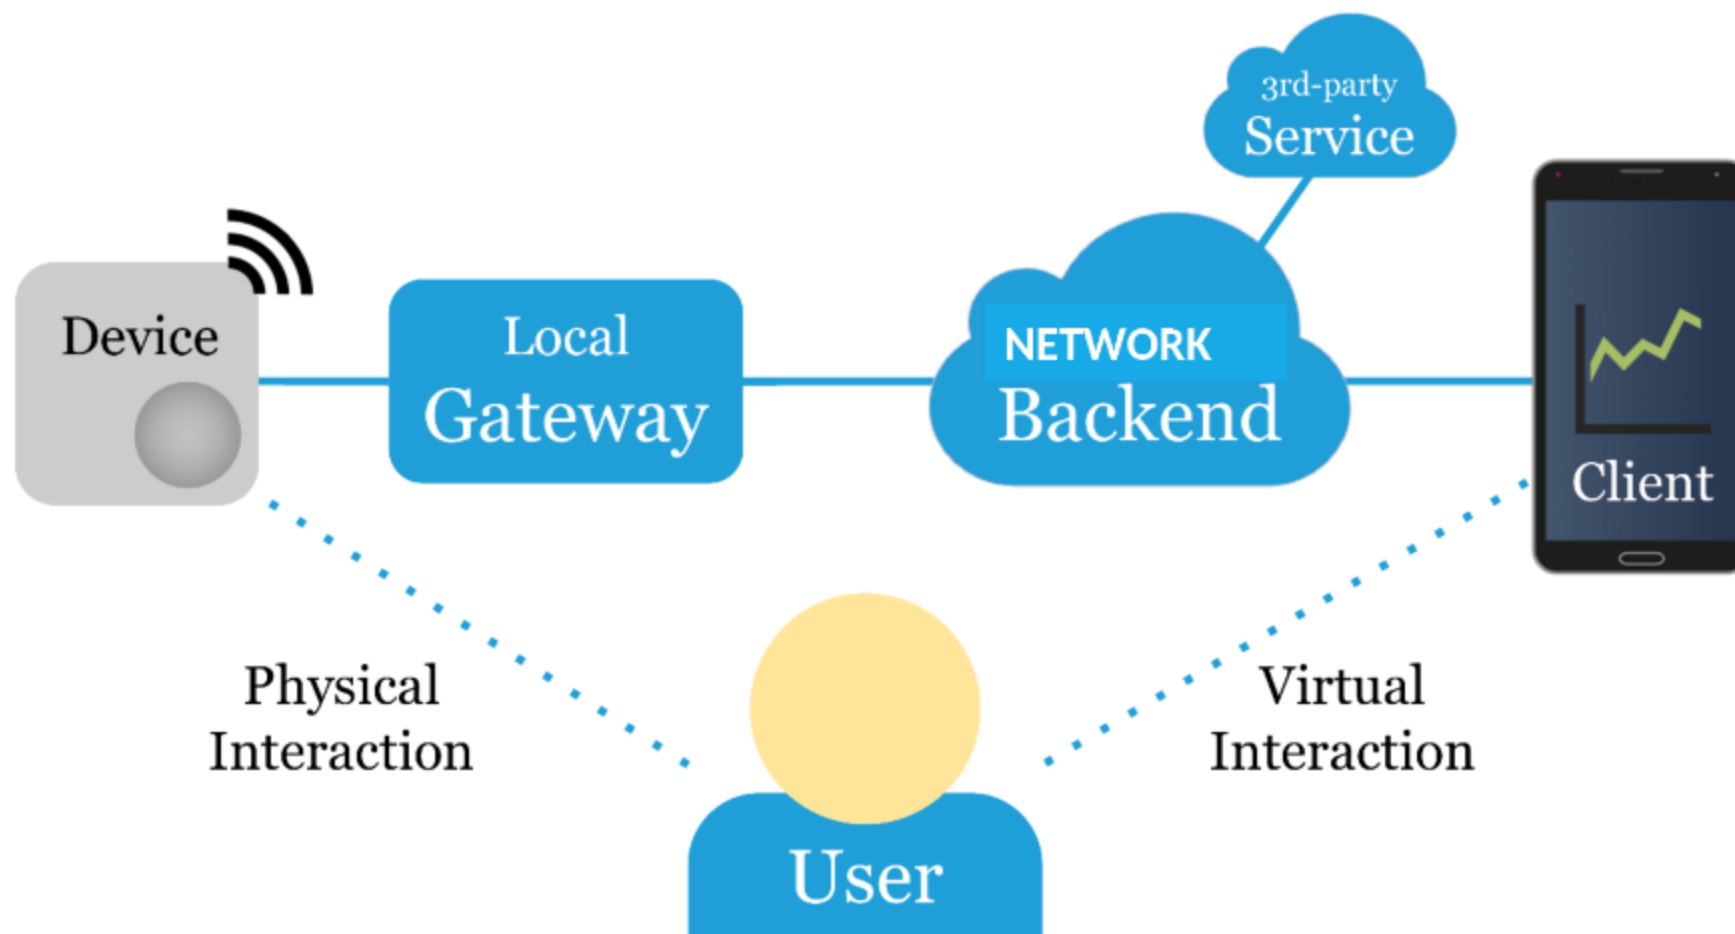 3rd-party
Service
Device
Local
Gateway
NETWORK
Backend
Client
Physical
Interaction
Virtual
Interaction
User